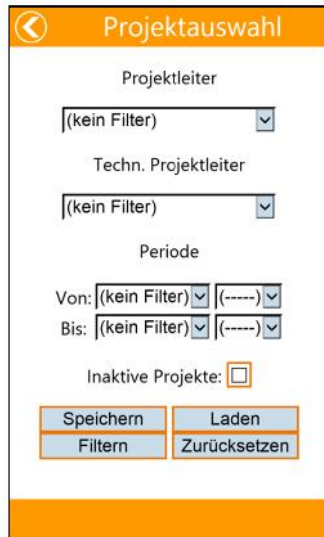 Projektauswahl
Projektleiter
(kein Filter)
Techn. Projektleiter
(kein Filter)
Periode
Von: (kein Filter) (-----)
Bis: (kein Filter) (-----)
Inaktive Projekte:
Speichern Laden
Filtern Zurücksetzen